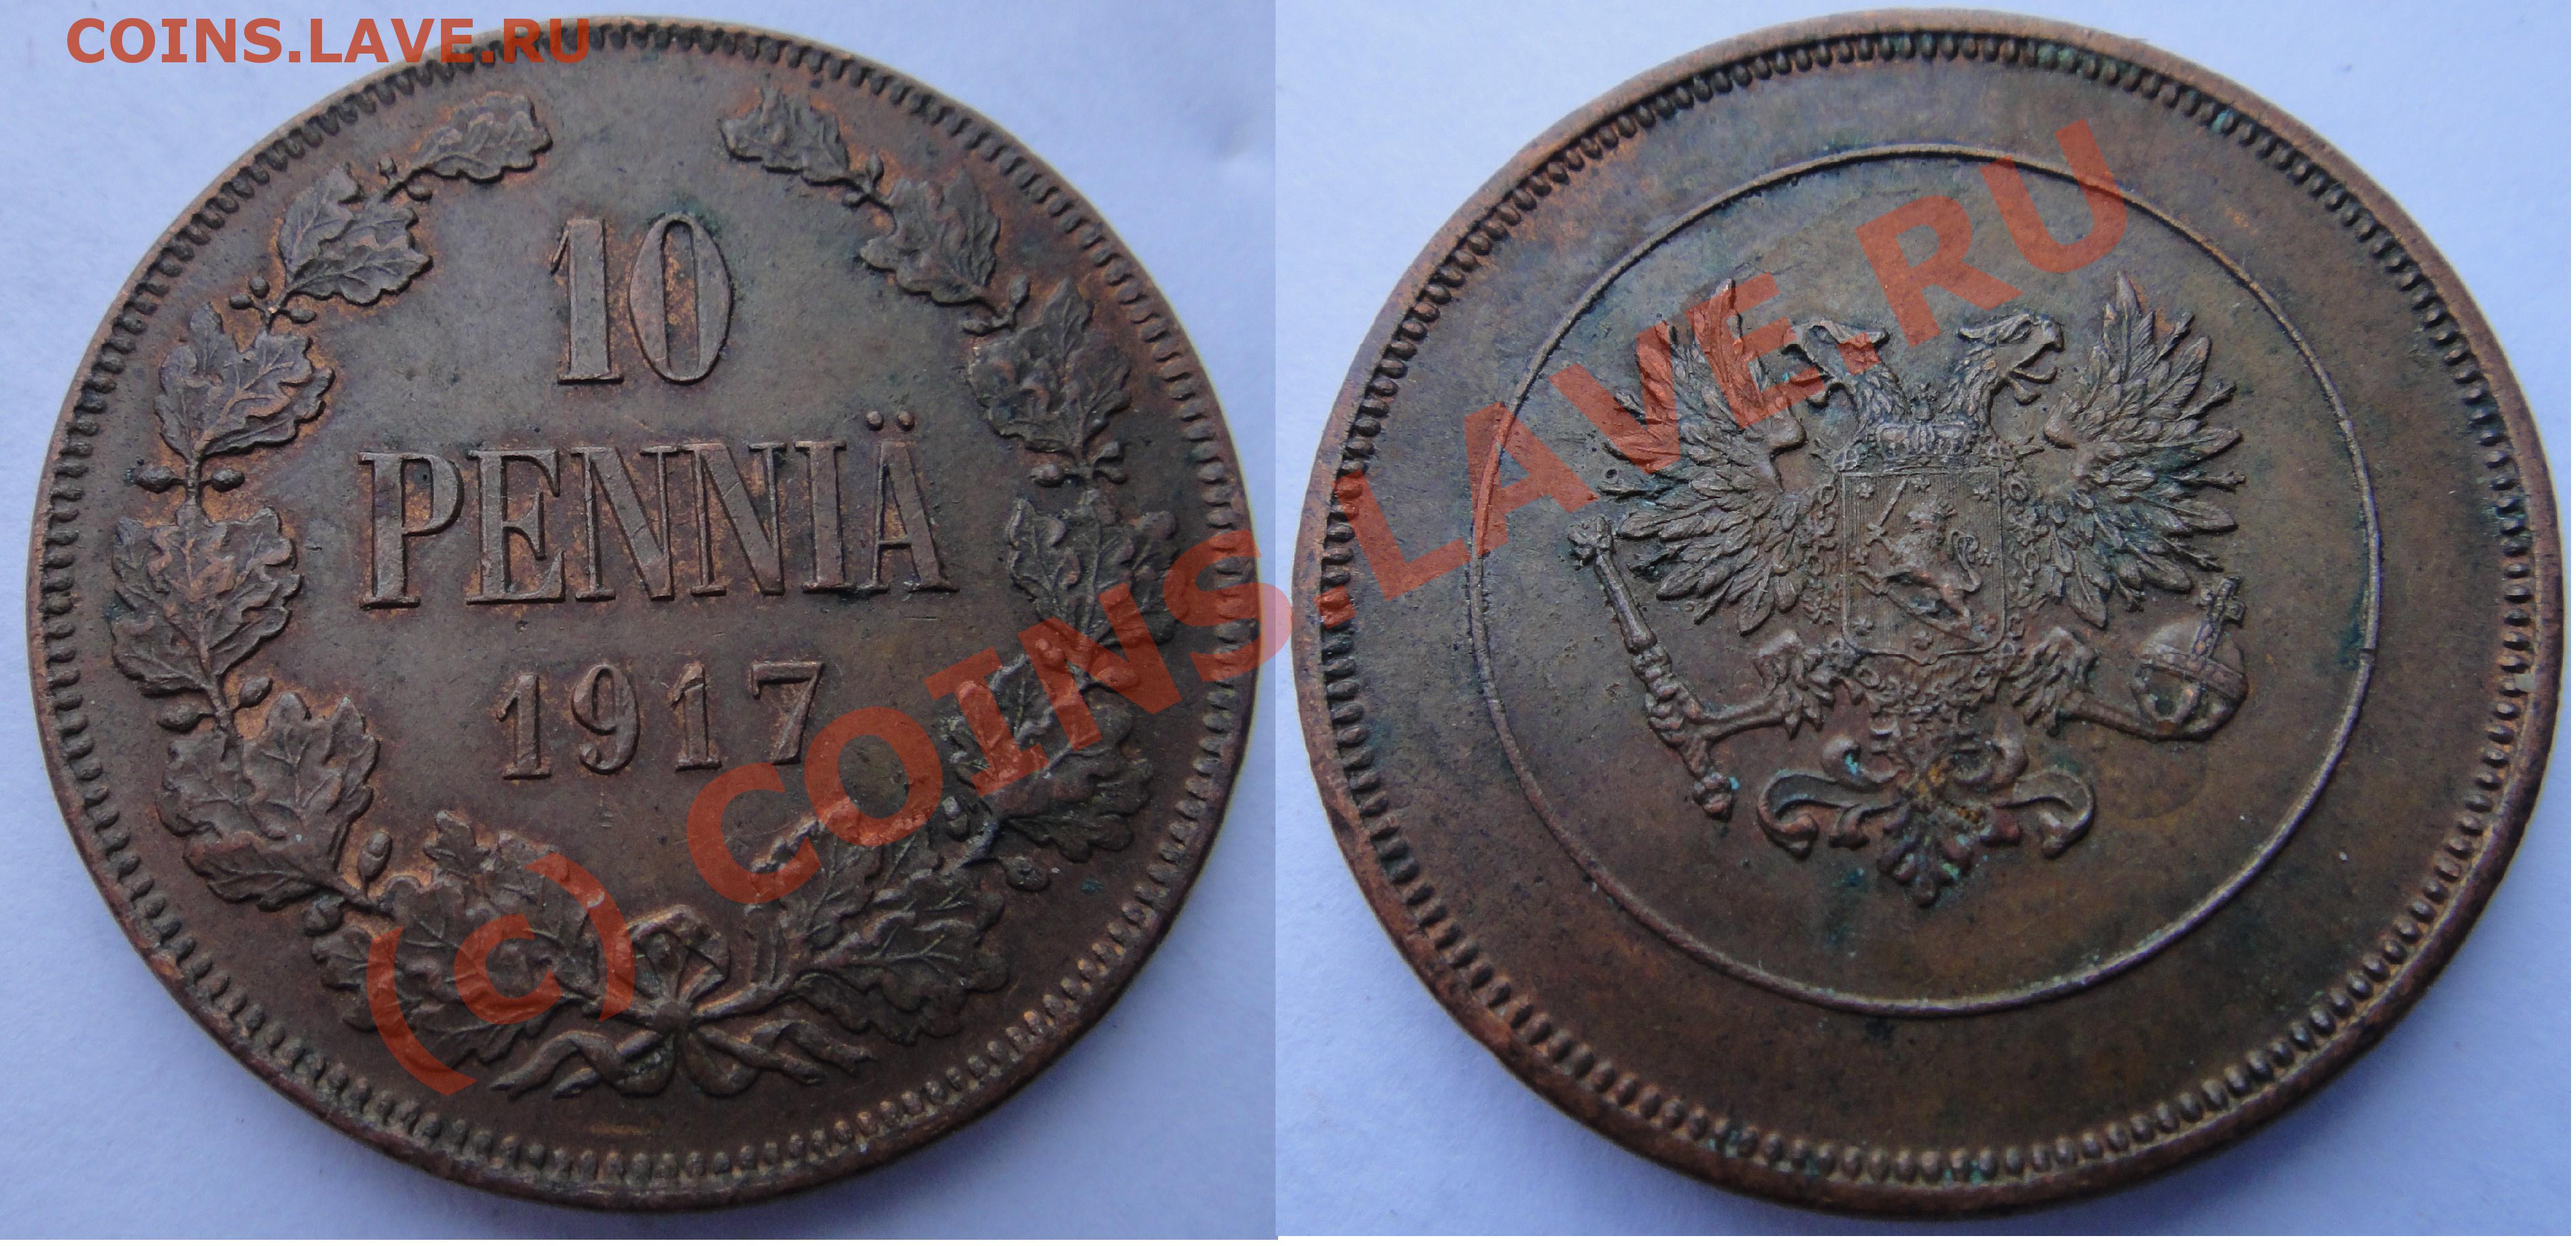 COINS.LAVE.RU
10
PENNIÄ
1917
(c) COINS.LAVE.RU